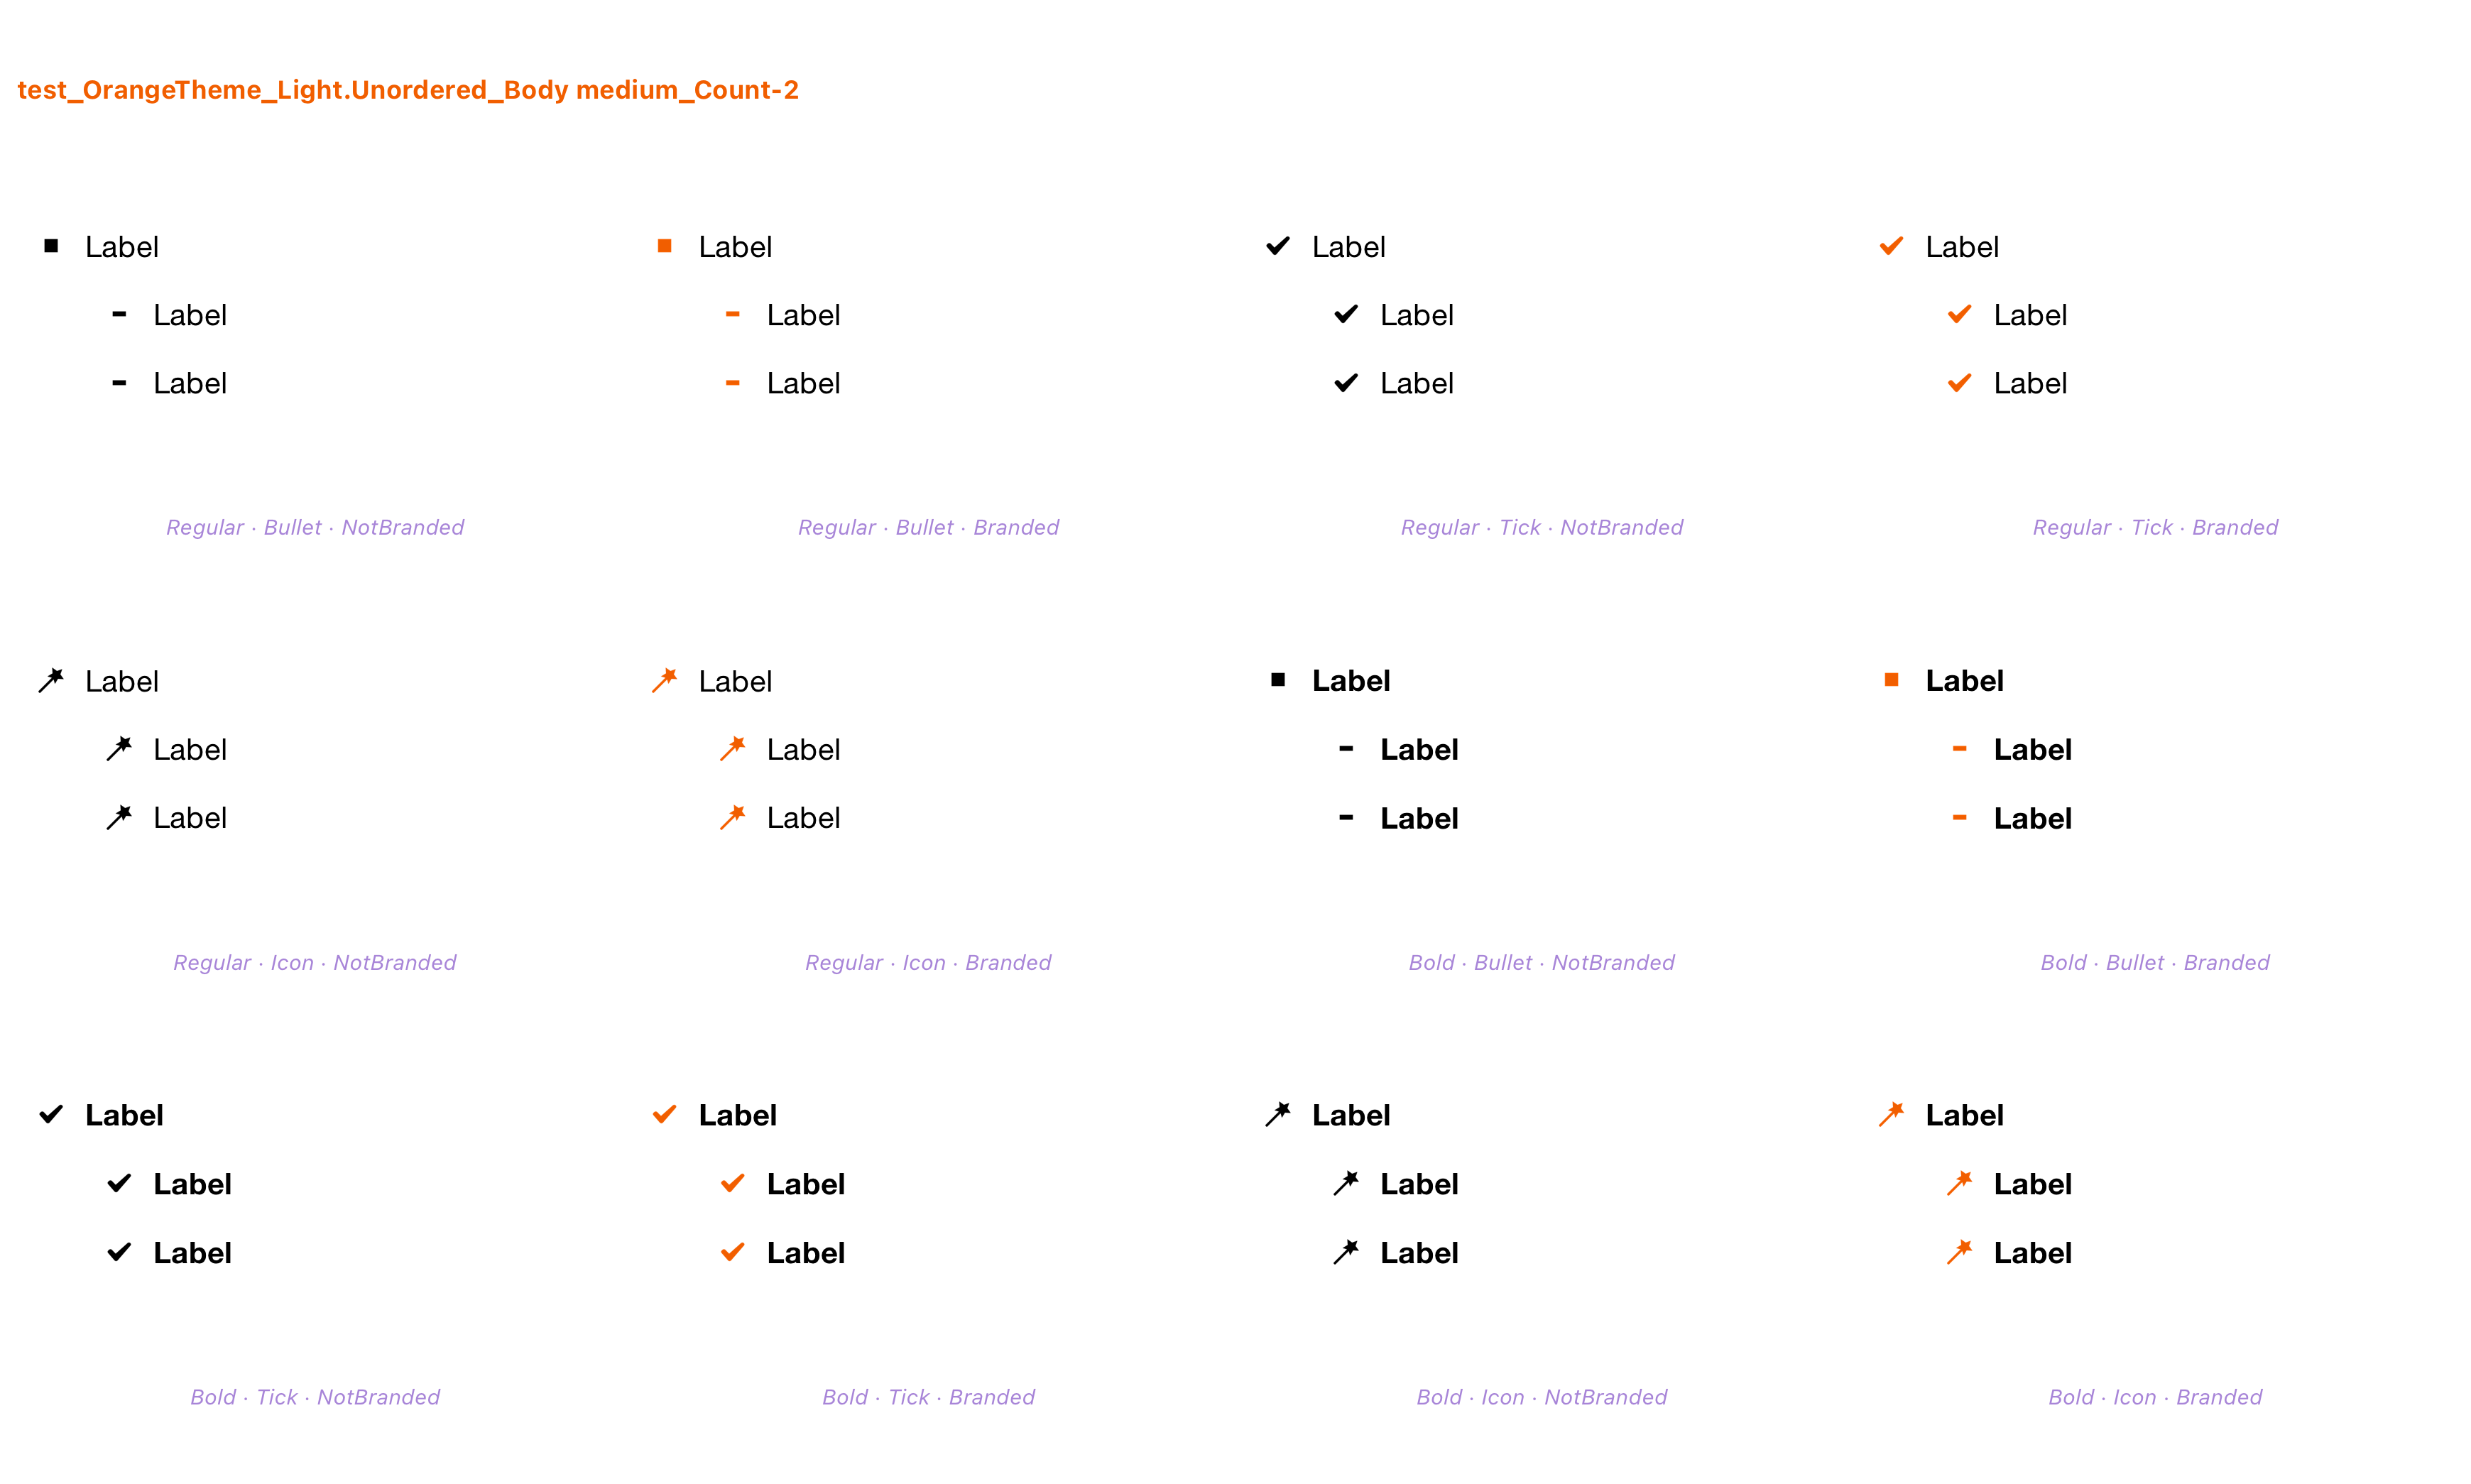 test_OrangeTheme_Light.Unordered_Body medium_Count-2
Label
Label
Label
Regular · Bullet · NotBranded
Label
Label
Label
Regular · Bullet · Branded
Label
Label
Label
Regular · Tick · NotBranded
Label
Label
Label
Regular · Tick · Branded
Label
Label
Label
Regular · Icon · NotBranded
Label
Label
Label
Regular · Icon · Branded
Label
Label
Label
Bold · Bullet · NotBranded
Label
Label
Label
Bold · Bullet · Branded
Label
Label
Label
Bold · Tick · NotBranded
Label
Label
Label
Bold · Tick · Branded
Label
Label
Label
Bold · Icon · NotBranded
Label
Label
Label
Bold · Icon · Branded